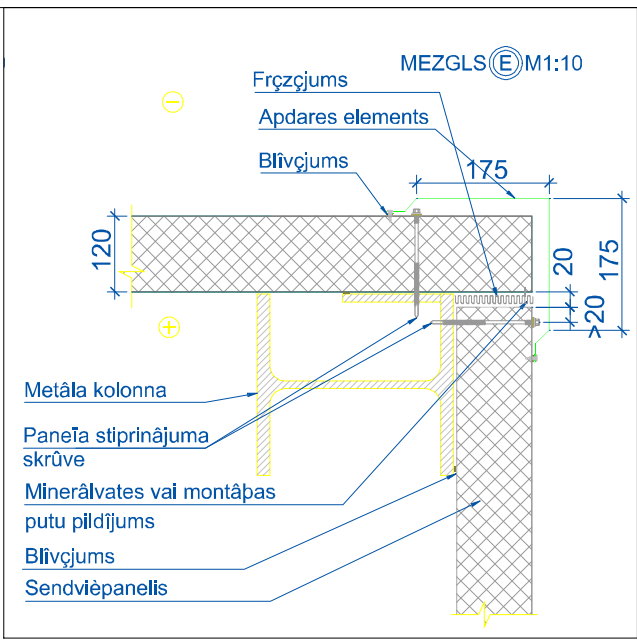 MEZGLS E M1:10
Frçzçjums
Apdares elements
Blîvçjums
175
120
20
175
>20
Metâla kolonna
Paneïa stiprinâjuma
skrûve
Minerâlvates vai montâþas
putu pildîjums
Blîvçjums
Sendvièpanelis